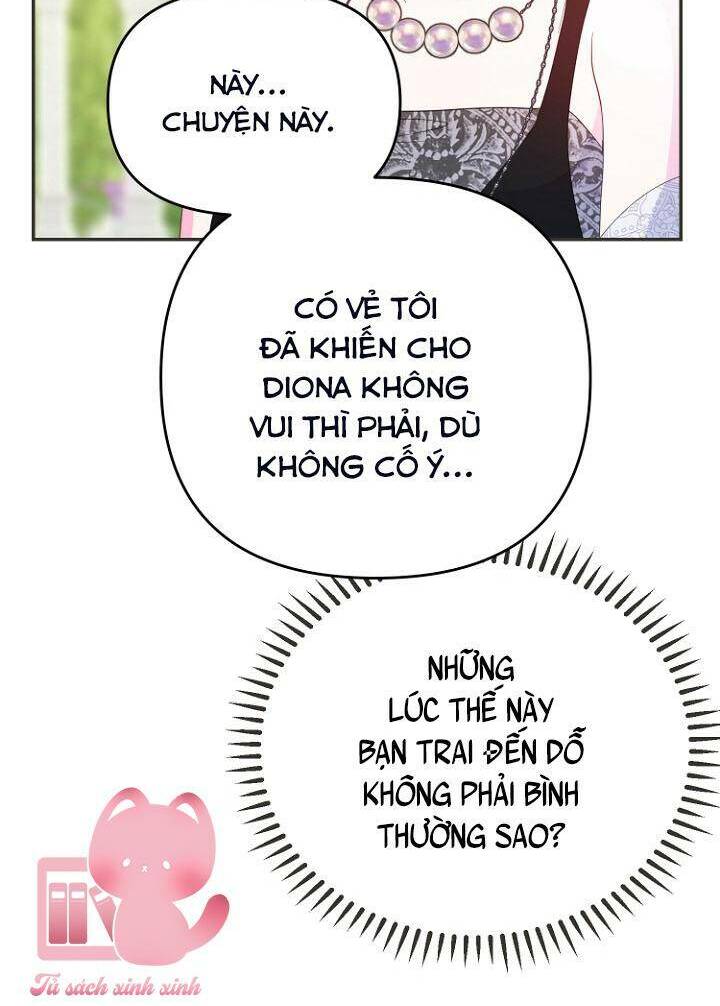 NÀY...
CHUYỆN NÀY.
CÓ VẺ TÔI
ĐÃ KHIẾN CHO
DIONA KHÔNG
VUI THÌ PHẢI, DÙ
KHÔNG CỐ Ý...
NHỮNG
LÚC THẾ NÀY
BẠN TRAI ĐẾN DỖ
KHÔNG PHẢI BÌNH
THƯỜNG SAO?
Tủ sách xinh xinh